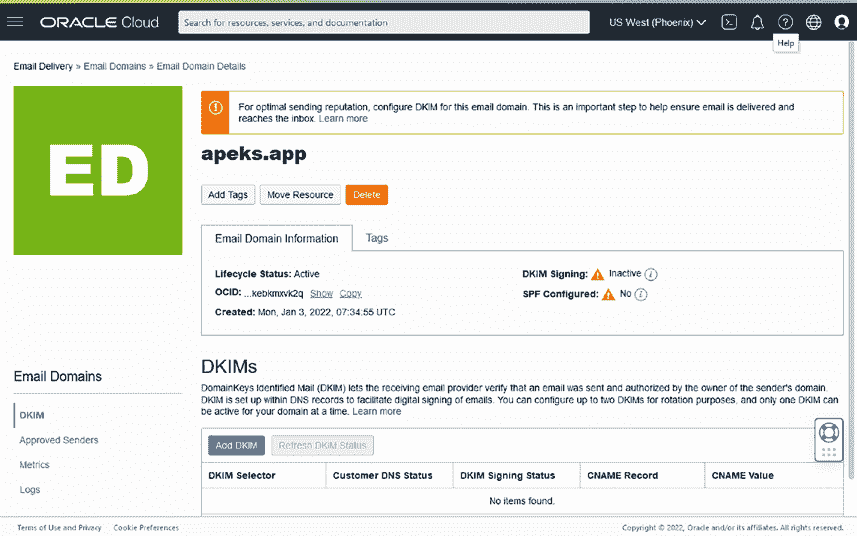 ORACLE Cloud
Search for resources, services, and documentation
US West (Phoenix)
Help
Email Delivery » Email Domains » Email Domain Details
ED
For optimal sending reputation, configure DKIM for this email domain. This is an important step to help ensure email is delivered and
reaches the inbox. Learn more
apeks.app
Add Tags
Move Resource
Delete
Email Domain Information
Tags
Lifecycle Status: Active
OCID: ...kebkmxvk2q Show Copy
Created: Mon, Jan 3, 2022, 07:34:55 UTC
DKIM Signing: Inactive
SPF Configured: No
Email Domains
DKIM
Approved Senders
Metrics
Logs
DKIMs
DomainKeys Identified Mail (DKIM) lets the receiving email provider verify that an email was sent and authorized by the owner of the sender's domain.
DKIM is set up within DNS records to facilitate digital signing of emails. You can configure up to two DKIMs for rotation purposes, and only one DKIM can
be active for your domain at a time. Learn more
Add DKIM
Refresh DKIM Status
DKIM Selector
Customer DNS Status
DKIM Signing Status
CNAME Record
CNAME Value
No items found.
Terms of Use and Privacy
Cookie Preferences
Copyright © 2022, Oracle and/or its affiliates. All rights reserved.